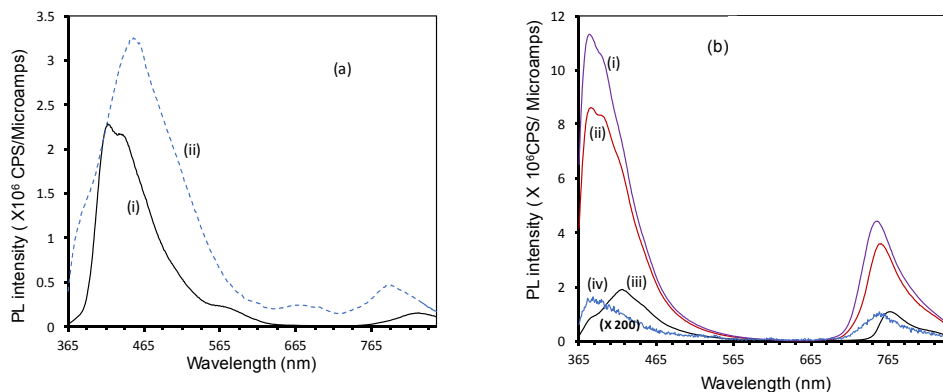 3.5
3
2.5
2
1.5
1
0.5
0
365
465
565
665
765
PL intensity ( X10⁶ CPS/Microamps)
Wavelength (nm)
(a)
(i)
(ii)
12
10
8
6
4
2
0
365
465
565
665
765
PL intensity ( X 10⁶CPS/ Microamps)
Wavelength (nm)
(b)
(i)
(ii)
(iii)
(iv)
(X 200)